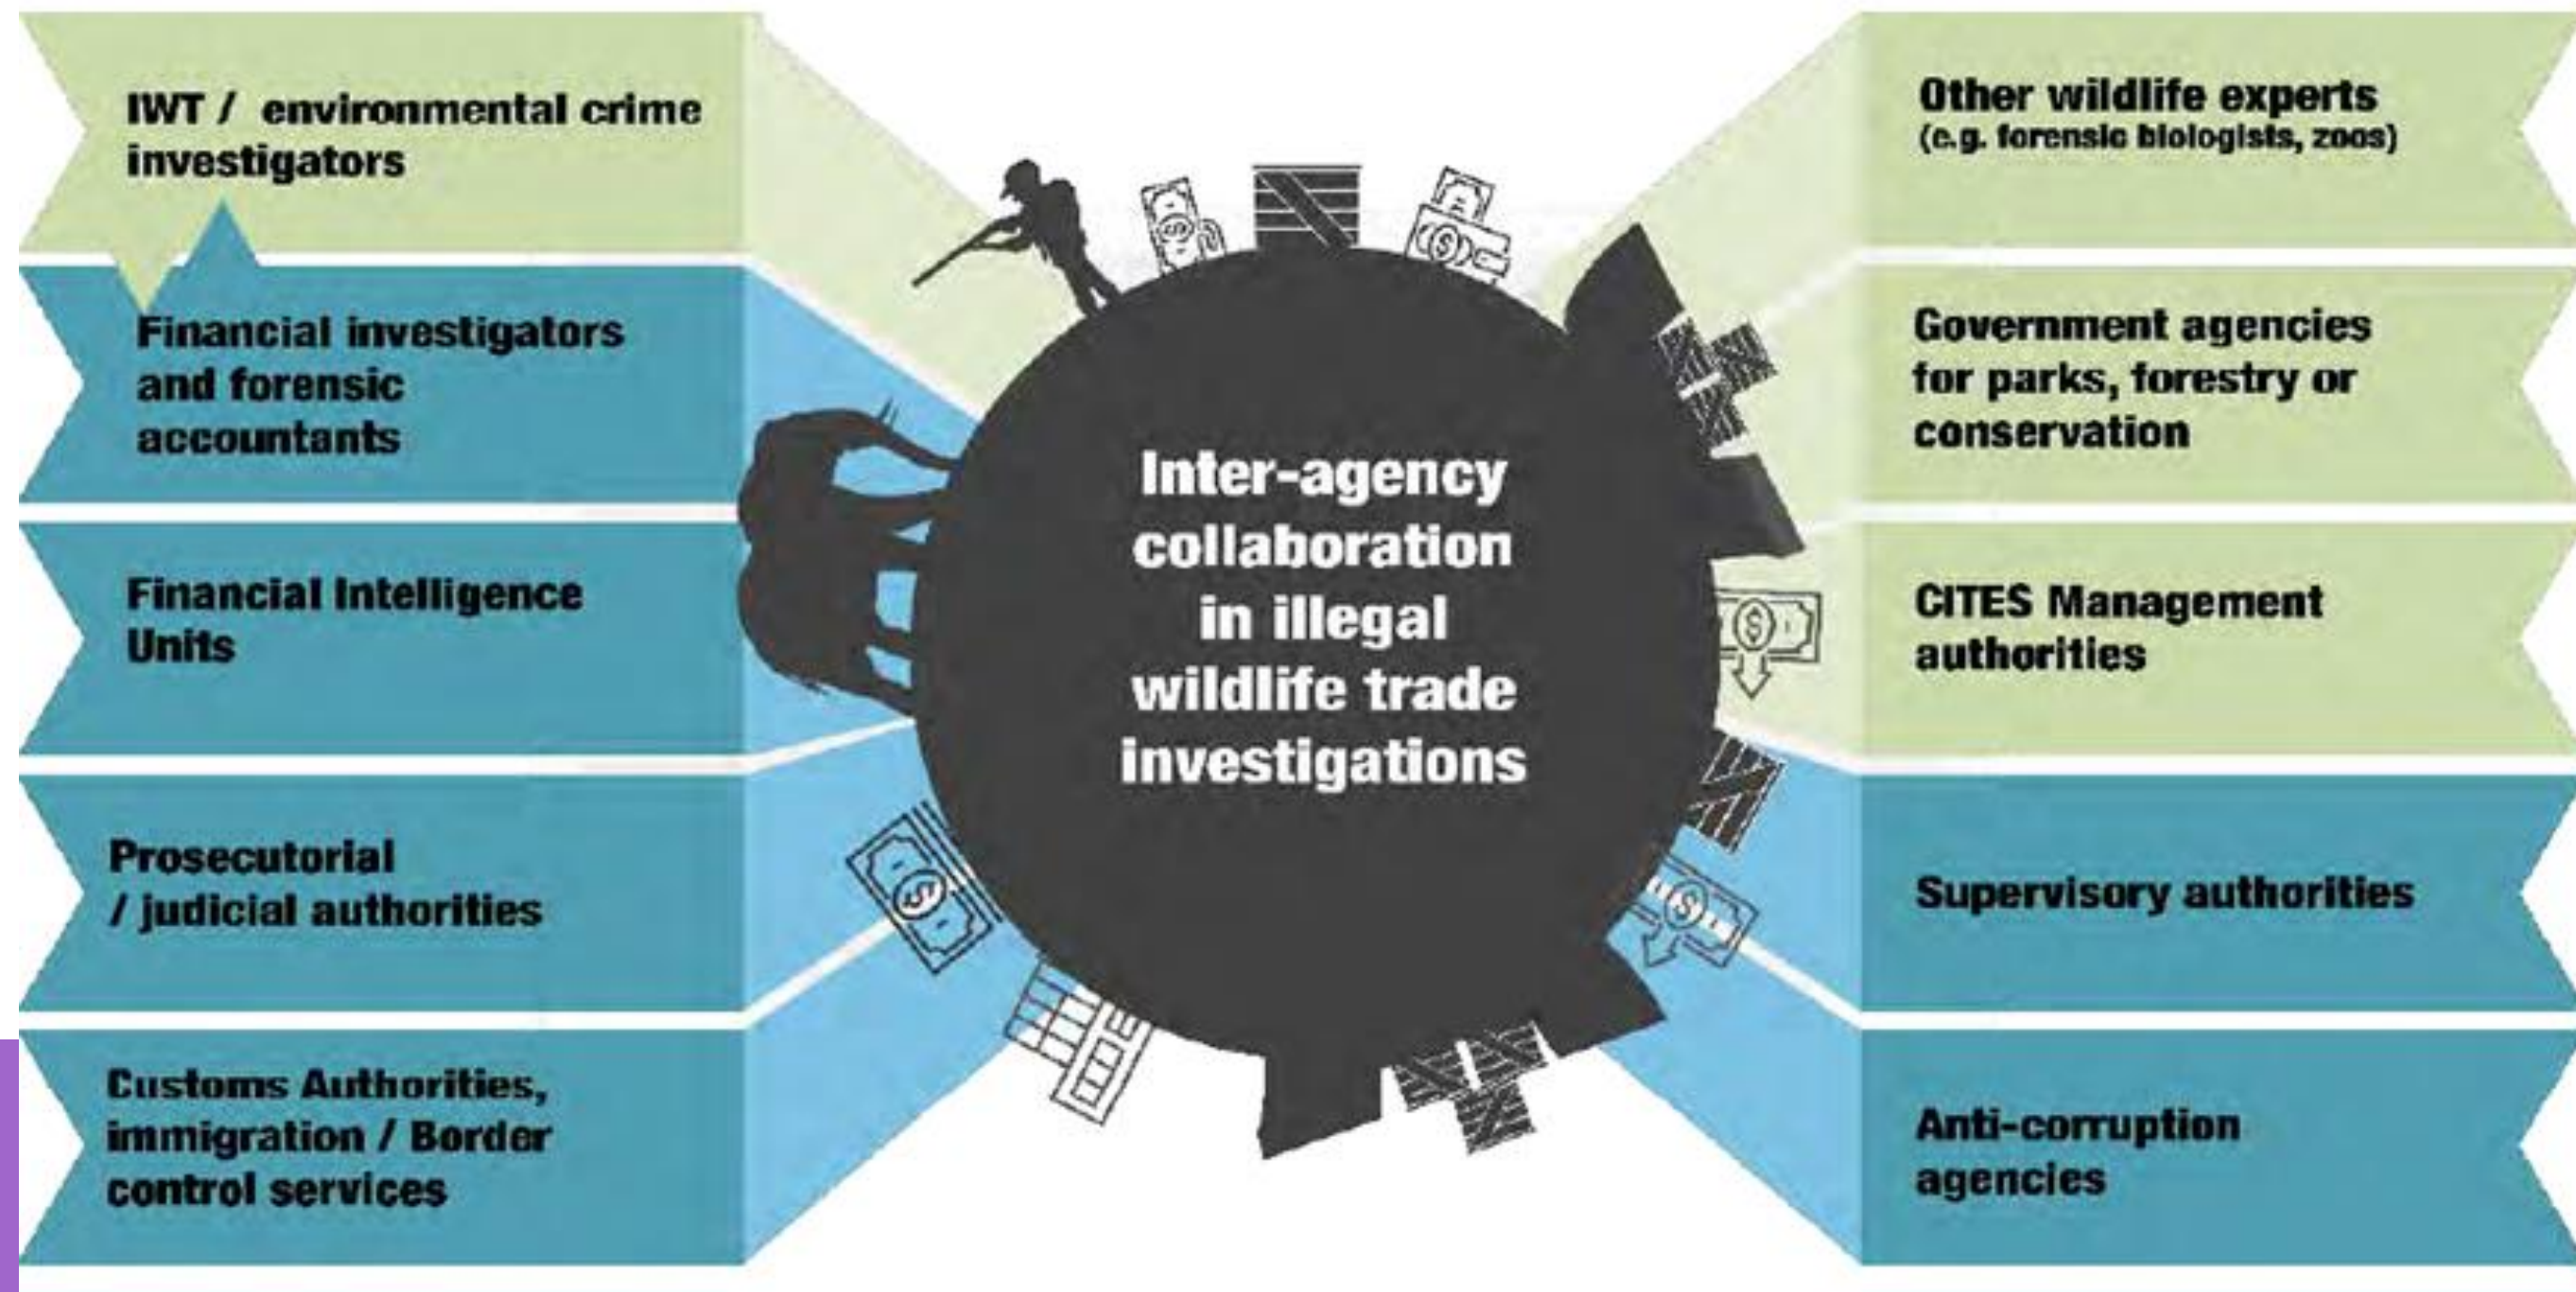 IWT / environmental crime
investigators
Financial investigators
and forensic
accountants
Financial Intelligence
Units
Prosecutorial
/ judicial authorities
Customs Authorities,
immigration / Border
control services
Inter-agency
collaboration
in illegal
wildlife trade
investigations
Other wildlife experts
(e.g. forensic biologists, zoos)
Government agencies
for parks, forestry or
conservation
CITES Management
authorities
Supervisory authorities
Anti-corruption
agencies